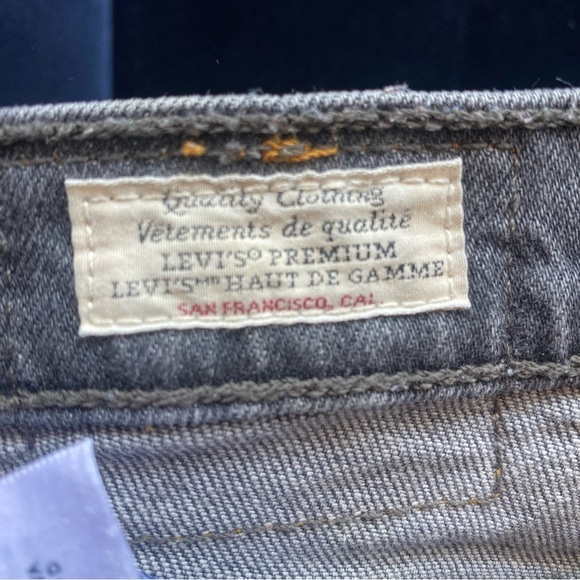 Quality Clothing
Vêtements de qualité
LEVI'S® PREMIUM
LEVI'S MD HAUT DE GAMME
SAN FRANCISCO, CAL.